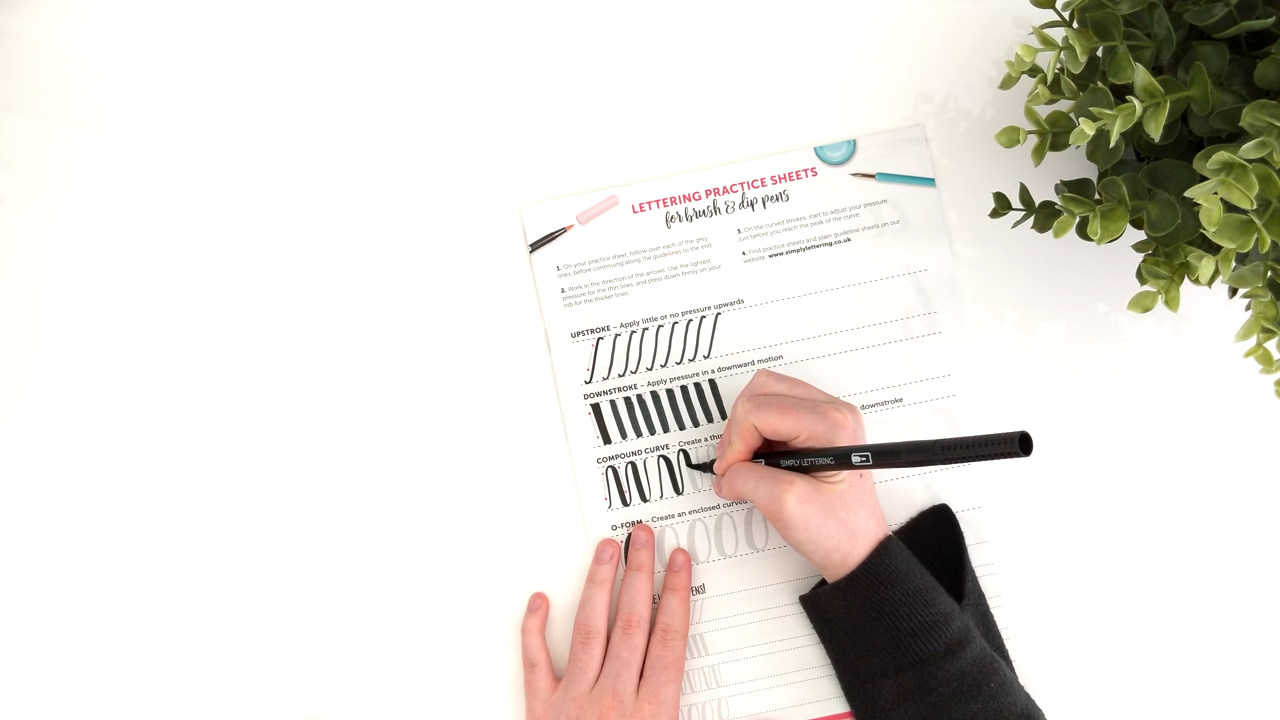 LETTERING PRACTICE SHEETS
for brush & dip pens
1. On your practice sheet, follow over each of the grey
lines, before continuing along the guidelines to the end.
2. Work in the direction of the arrows. Use the lightest
pressure for the thin lines, and press down firmly on your
nib for the thicker lines.
3. On the curved strokes, start to adjust your pressure
just before you reach the peak of the curve.
4. Find practice sheets and plain guideline sheets on our
website: www.simplylettering.co.uk
UPSTROKE – Apply little or no pressure upwards
DOWNSTROKE – Apply pressure in a downward motion
COMPOUND CURVE – Create a thin
downstroke
SIMPLY LETTERING
O-FORM – Create an enclosed curved